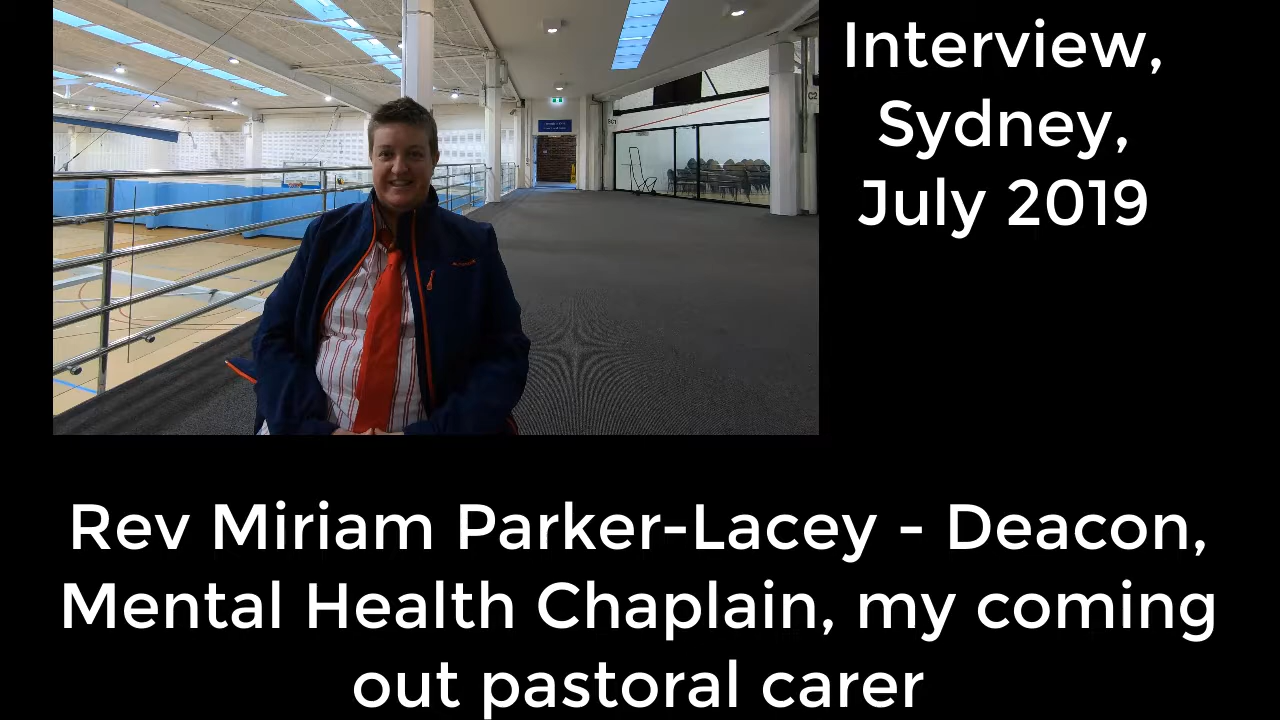 Interview,
Sydney,
July 2019
Rev Miriam Parker-Lacey - Deacon,
Mental Health Chaplain, my coming
out pastoral carer